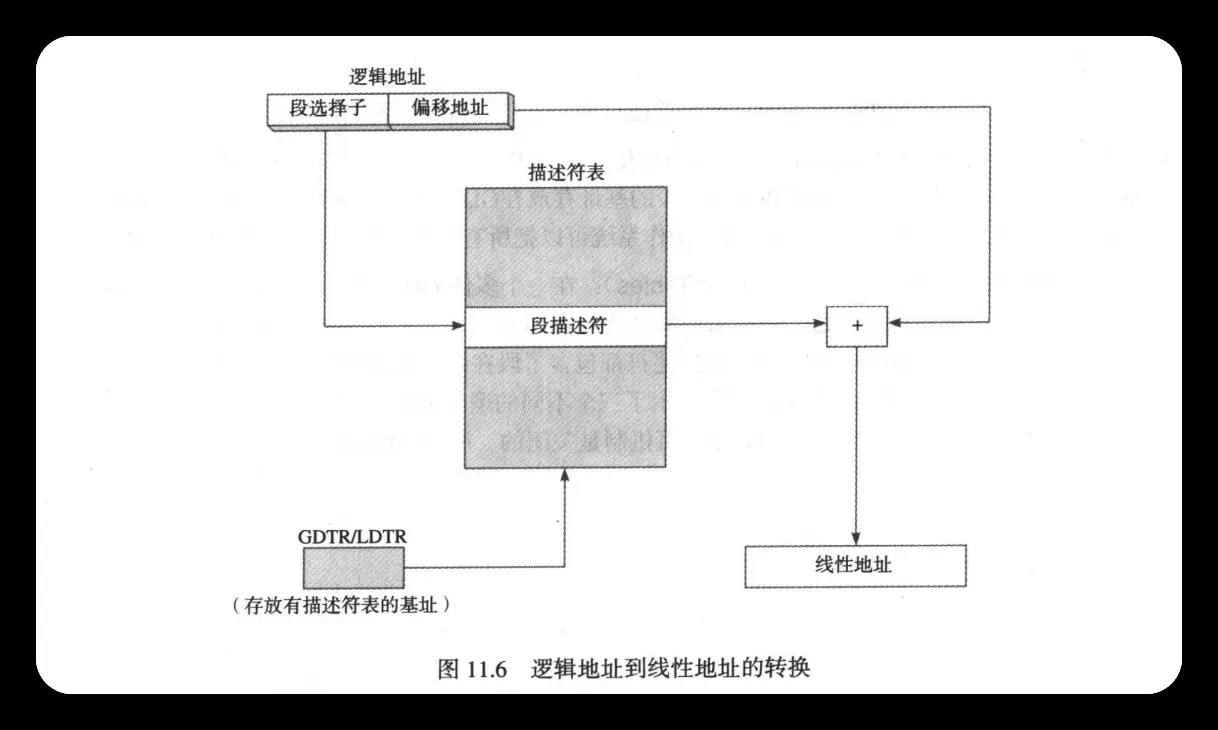 逻辑地址
段选择子 偏移地址
描述符表
段描述符
+
GDTR/LDTR
（存放有描述符表的基址）
线性地址
图 11.6 逻辑地址到线性地址的转换